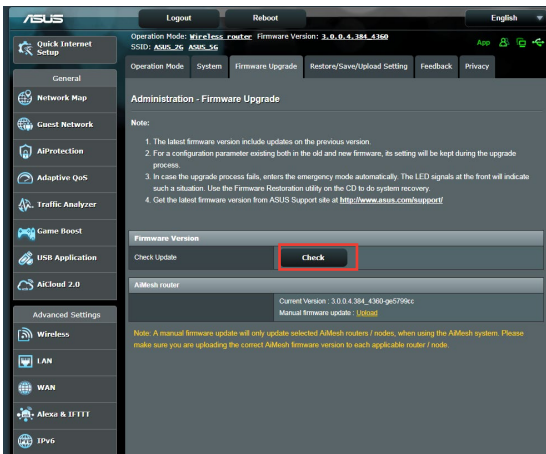 ASUS
Logout
Reboot
English
Quick Internet
Setup
Operation Mode: Wireless router Firmware Version: 3.0.0.4.384_4360
SSID: ASUS_2G ASUS_5G
App
Operation Mode
System
Firmware Upgrade
Restore/Save/Upload Setting
Feedback
Privacy
General
Network Map
Guest Network
AiProtection
Adaptive QoS
Traffic Analyzer
Game Boost
USB Application
AiCloud 2.0
Advanced Settings
Wireless
LAN
WAN
Alexa & IFTTT
IPv6
Administration - Firmware Upgrade
Note:
1. The latest firmware version include updates on the previous version.
2. For a configuration parameter existing both in the old and new firmware, its setting will be kept during the upgrade
process.
3. In case the upgrade process fails, enters the emergency mode automatically. The LED signals at the front will indicate
such a situation. Use the Firmware Restoration utility on the CD to do system recovery.
4. Get the latest firmware version from ASUS Support site at http://www.asus.com/support/
Firmware Version
Check Update
Check
AiMesh router
Current Version : 3.0.0.4.384_4360-ge5799cc
Manual firmware update : Upload
Note: A manual firmware update will only update selected AiMesh routers / nodes, when using the AiMesh system. Please
make sure you are uploading the correct AiMesh firmware version to each applicable router / node.